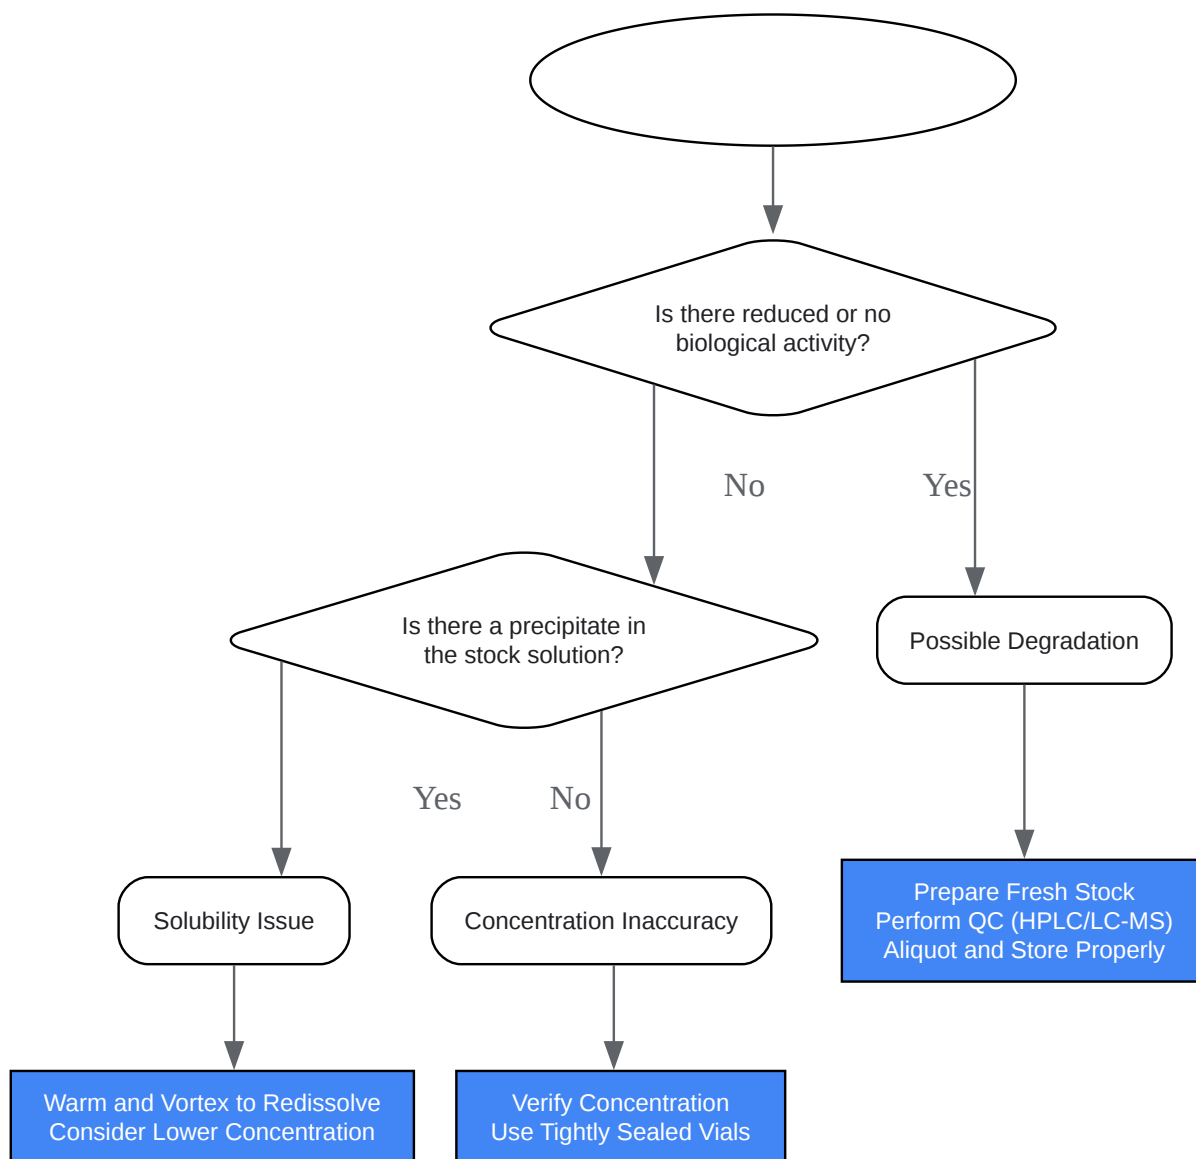 Is there reduced or no
biological activity?
No
Yes
Is there a precipitate in
the stock solution?
Possible Degradation
Yes
No
Solubility Issue
Concentration Inaccuracy
Prepare Fresh Stock
Perform QC (HPLC/LC-MS)
Aliquot and Store Properly
Warm and Vortex to Redissolve
Consider Lower Concentration
Verify Concentration
Use Tightly Sealed Vials